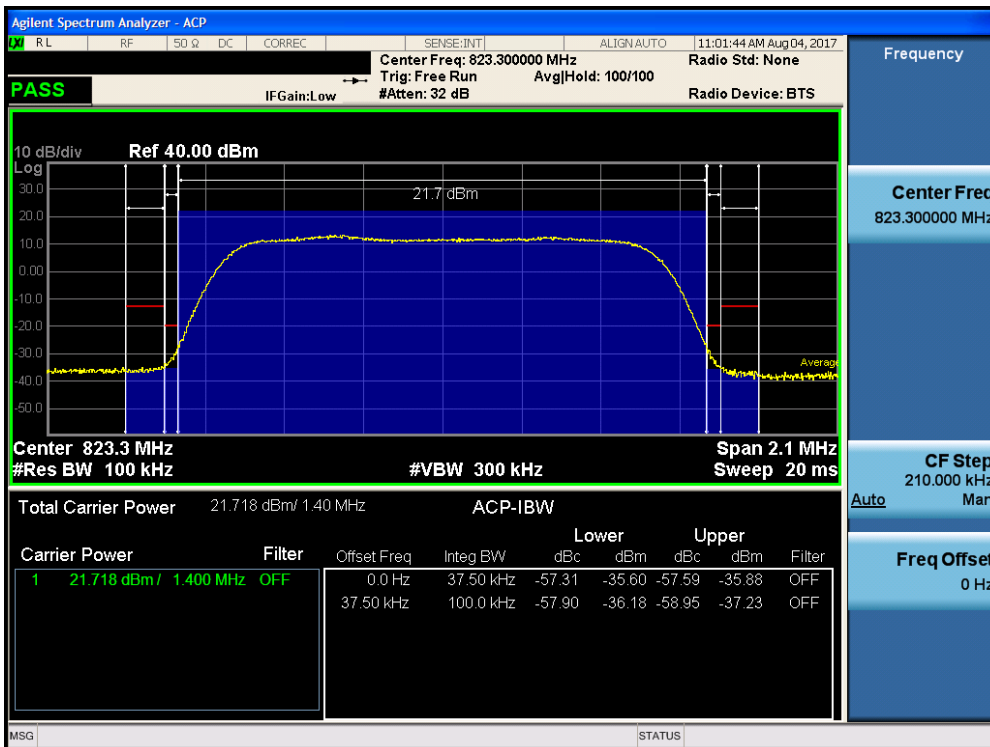 Agilent Spectrum Analyzer - ACP
LXI RL RF 50 Ω DC CORREC SENSE:INT ALIGN AUTO 11:01:44 AM Aug 04, 2017
Center Freq: 823.300000 MHz Radio Std: None
Trig: Free Run Avg|Hold: 100/100
PASS IFGain:Low #Atten: 32 dB Radio Device: BTS
10 dB/div Ref 40.00 dBm
Log
30.0
21.7 dBm
20.0
10.0
0.00
-10.0
-20.0
-30.0
Average
-40.0
-50.0
Center 823.3 MHz Span 2.1 MHz
#Res BW 100 kHz #VBW 300 kHz Sweep 20 ms
Total Carrier Power 21.718 dBm/ 1.40 MHz ACP-IBW
Lower Upper
Carrier Power Filter Offset Freq Integ BW dBc dBm dBc dBm Filter
1 21.718 dBm / 1.400 MHz OFF 0.0 Hz 37.50 kHz -57.31 -35.60 -57.59 -35.88 OFF
37.50 kHz 100.0 kHz -57.90 -36.18 -58.95 -37.23 OFF
MSG STATUS
Frequency
Center Freq
823.300000 MHz
CF Step
210.000 kHz
Auto Man
Freq Offset
0 Hz